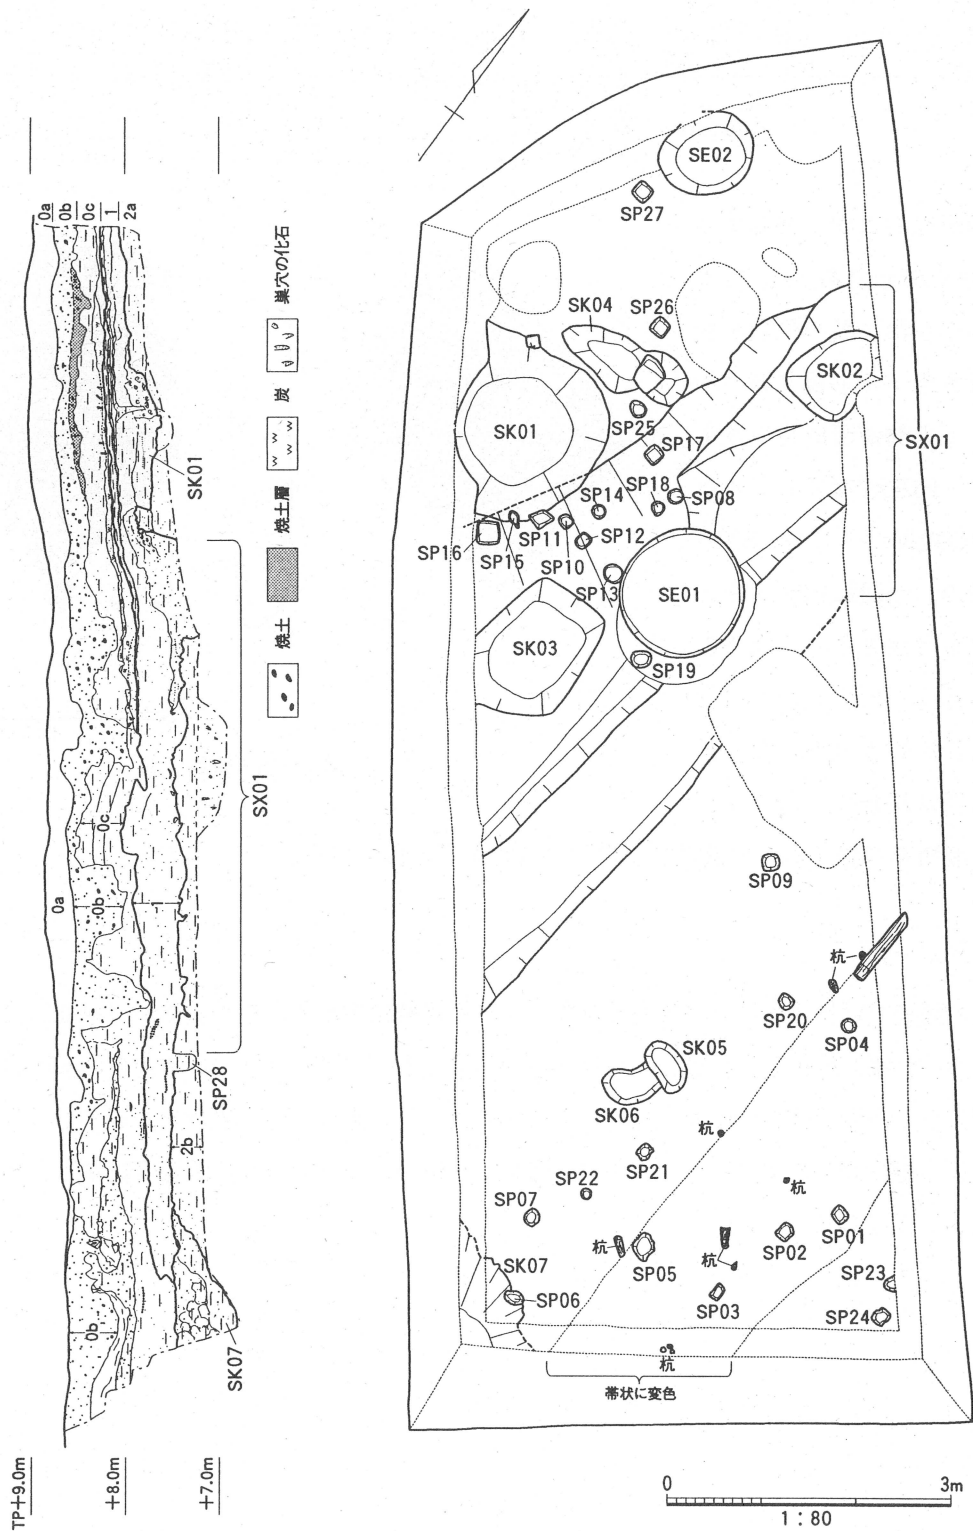 0a
0b
0c
1
2a
SK01
SX01
0c
0a
0b
1
SP28
2b
0b
SK07
TP+9.0m
+8.0m
+7.0m
焼土
焼土層
炭
巣穴の化石
SE02
SP27
SK04
SP26
SK02
SK01
SP25
SX01
SP17
SP18
SP14
SP08
SP16
SP15
SP11
SP12
SP10
SP13
SE01
SK03
SP19
SP09
杭
SP20
SP04
SK05
SK06
杭
SP21
SP22
杭
SP07
SP01
杭
SP02
SK07
SP05
杭
SP23
SP06
SP03
SP24
杭
帯状に変色
0
3m
1：80